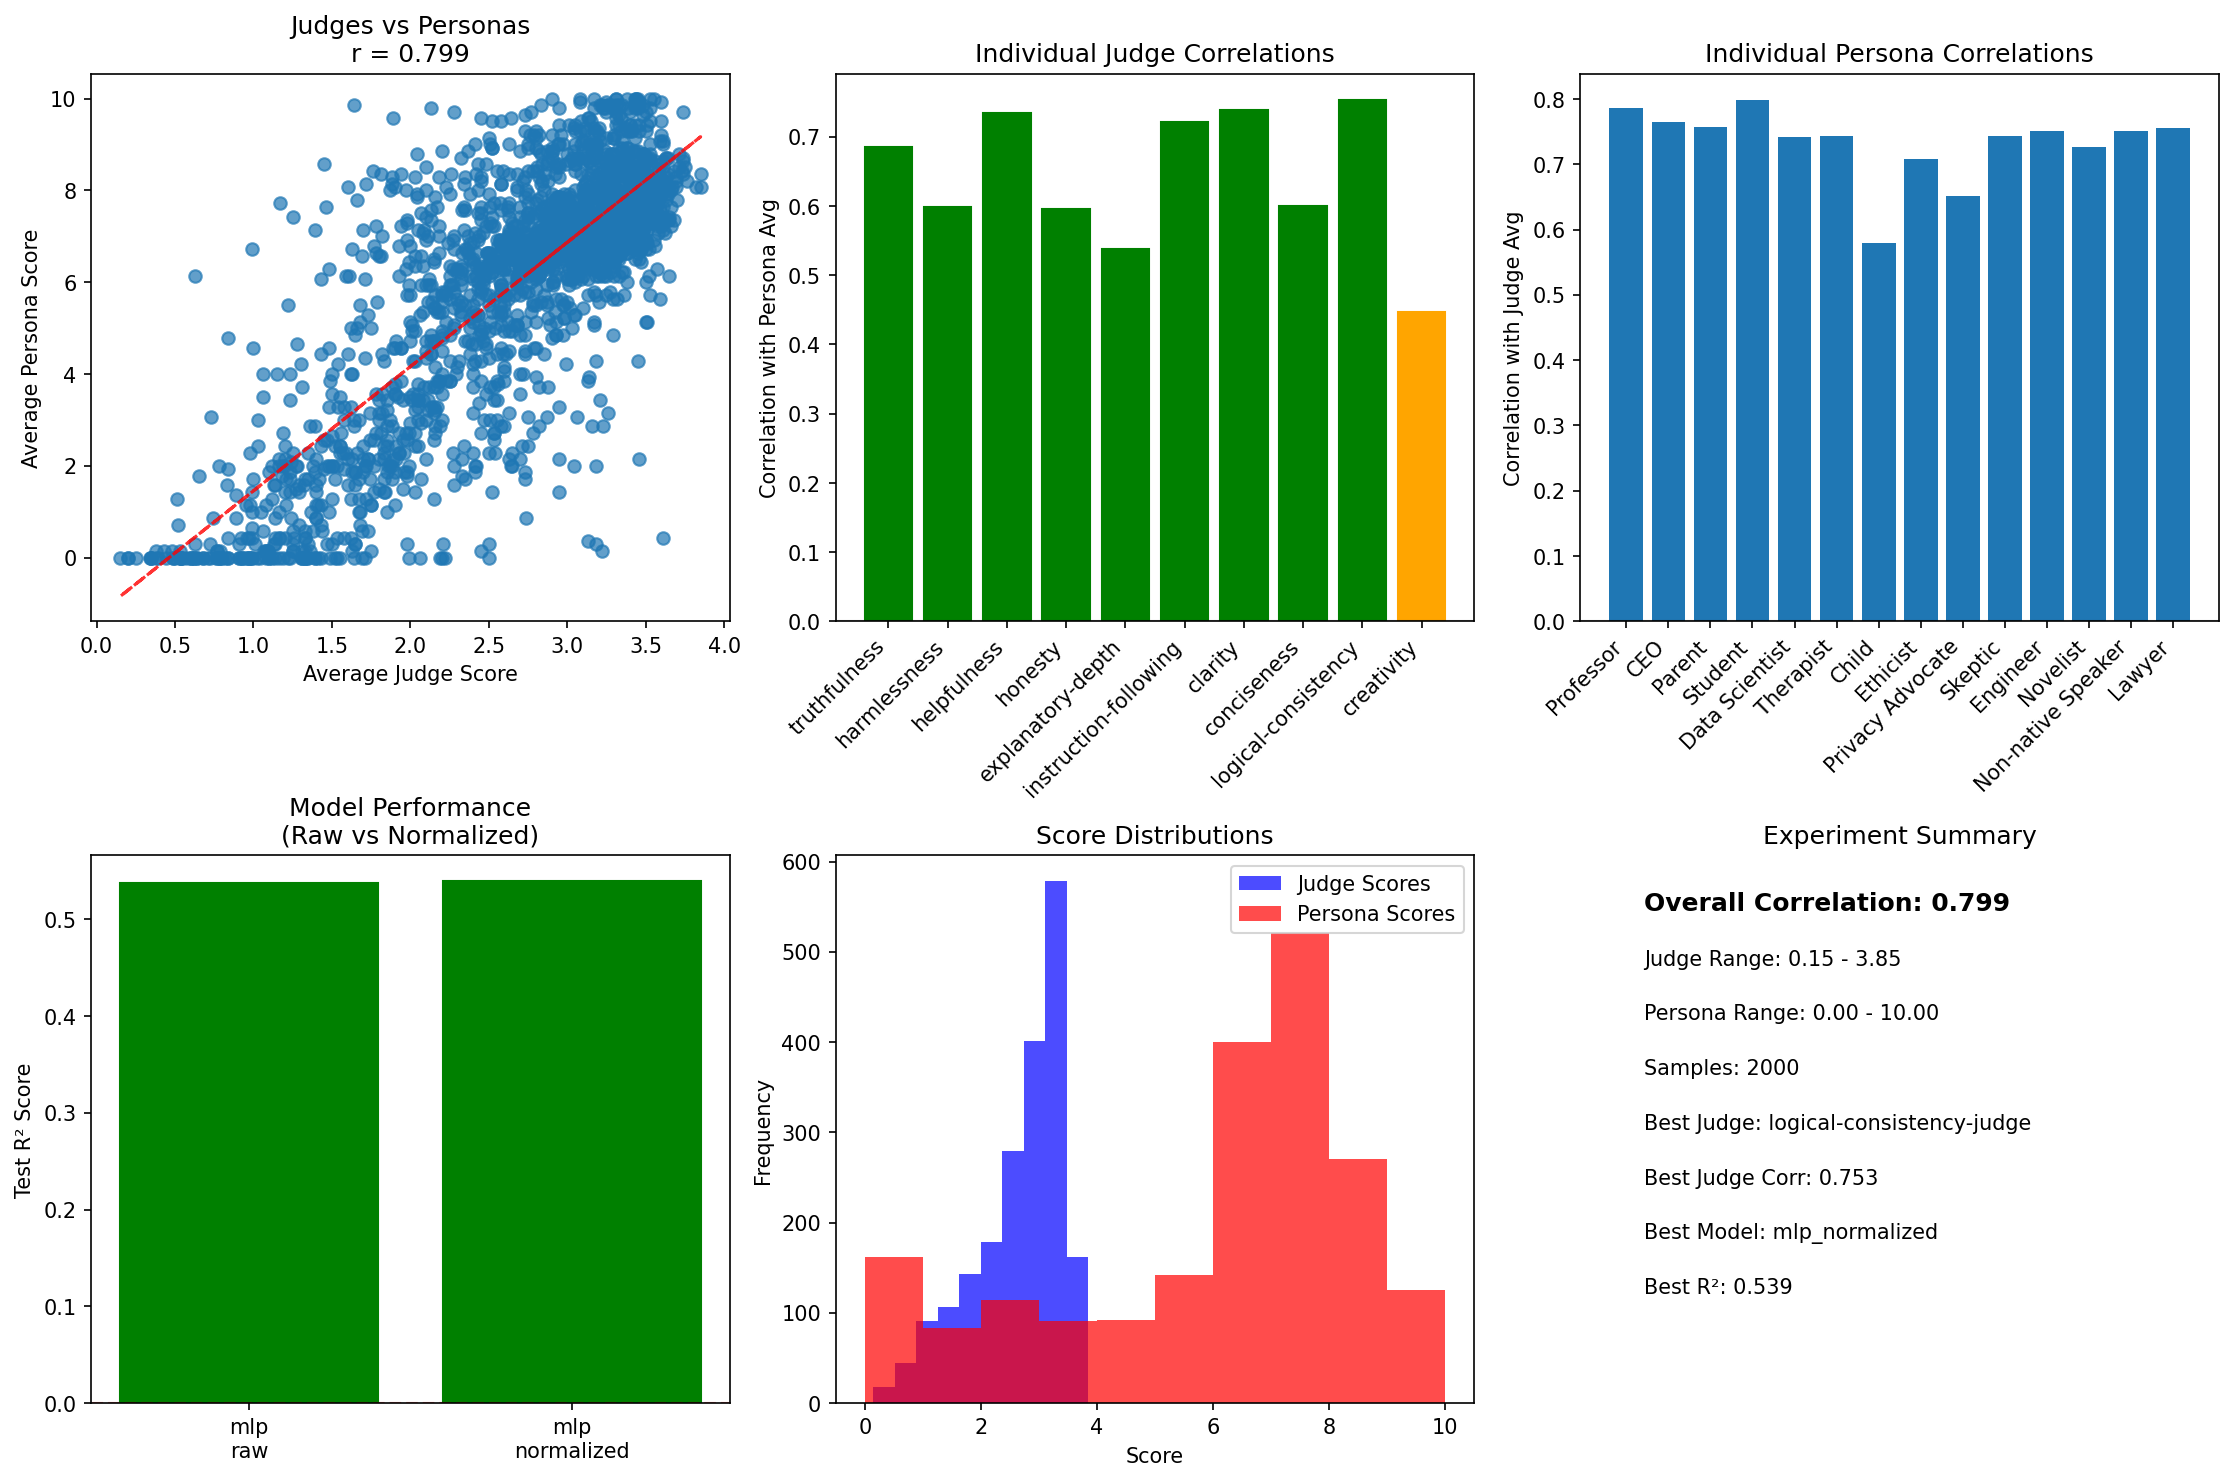 Judges vs Personas
r = 0.799
10
8
6
4
2
0
Average Persona Score
0.0 0.5 1.0 1.5 2.0 2.5 3.0 3.5 4.0
Average Judge Score
Individual Judge Correlations
0.7
0.6
0.5
0.4
0.3
0.2
0.1
0.0
Correlation with Persona Avg
truthfulness
harmlessness
helpfulness
honesty
explanatory-depth
instruction-following
clarity
conciseness
logical-consistency
creativity
Individual Persona Correlations
0.8
0.7
0.6
0.5
0.4
0.3
0.2
0.1
0.0
Correlation with Judge Avg
Professor
CEO
Parent
Student
Data Scientist
Therapist
Child
Ethicist
Privacy Advocate
Skeptic
Engineer
Novelist
Non-native Speaker
Lawyer
Model Performance
(Raw vs Normalized)
0.5
0.4
0.3
0.2
0.1
0.0
Test R² Score
mlp
raw
mlp
normalized
Score Distributions
Judge Scores
Persona Scores
600
500
400
300
200
100
0
Frequency
0 2 4 6 8 10
Score
Experiment Summary
Overall Correlation: 0.799
Judge Range: 0.15 - 3.85
Persona Range: 0.00 - 10.00
Samples: 2000
Best Judge: logical-consistency-judge
Best Judge Corr: 0.753
Best Model: mlp_normalized
Best R²: 0.539